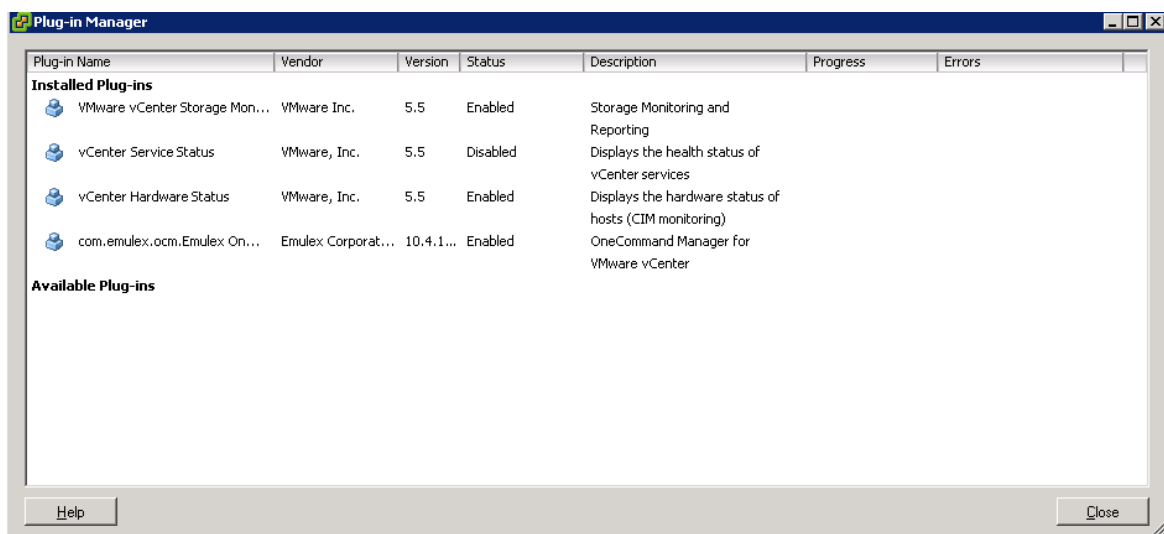 Plug-in Manager
Plug-in Name Vendor Version Status Description Progress Errors
Installed Plug-ins
VMware vCenter Storage Mon... VMware Inc. 5.5 Enabled Storage Monitoring and
Reporting
vCenter Service Status VMware, Inc. 5.5 Disabled Displays the health status of
vCenter services
vCenter Hardware Status VMware, Inc. 5.5 Enabled Displays the hardware status of
hosts (CIM monitoring)
com.emulex.ocm.Emulex On... Emulex Corporat... 10.4.1... Enabled OneCommand Manager for
VMware vCenter
Available Plug-ins
Help Close